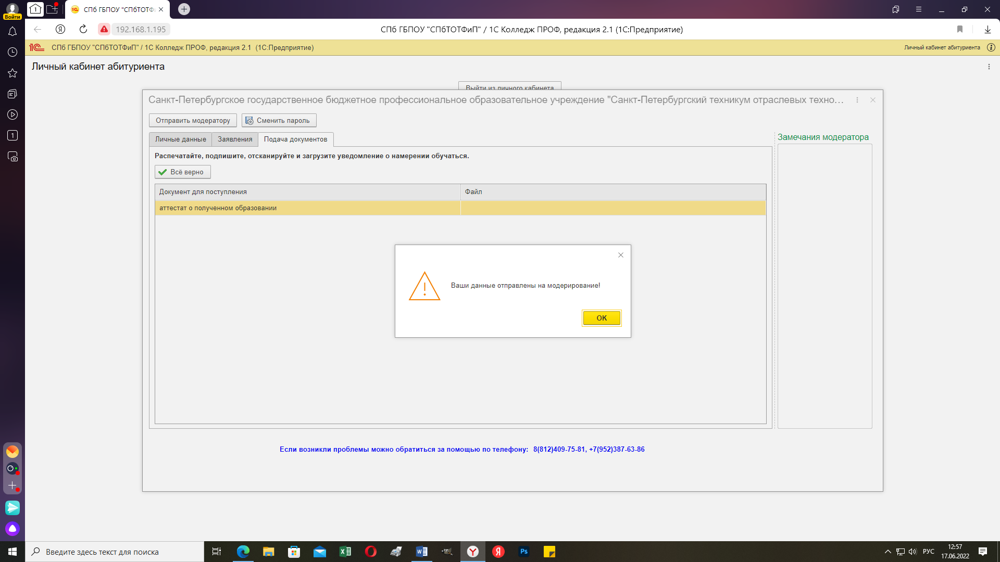 СПб ГБПОУ "СПбТОТФи
Войти
192.168.1.195
СПб ГБПОУ "СПбТОТФиП" / 1С Колледж ПРОФ, редакция 2.1 (1С:Предприятие)
СПб ГБПОУ "СПбТОТФиП" / 1С Колледж ПРОФ, редакция 2.1 (1С:Предприятие)
Личный кабинет абитуриента
Личный кабинет абитуриента
Выйти из личного кабинета
Санкт-Петербургское государственное бюджетное профессиональное образовательное учреждение "Санкт-Петербургский техникум отраслевых техно...
Отправить модератору
Сменить пароль
Личные данные
Заявления
Подача документов
Замечания модератора
Распечатайте, подпишите, отсканируйте и загрузите уведомление о намерении обучаться.
Всё верно
Документ для поступления
Файл
аттестат о полученном образовании
Ваши данные отправлены на модерирование!
ОК
Если возникли проблемы можно обратиться за помощью по телефону: 8(812)409-75-81, +7(952)387-63-86
Введите здесь текст для поиска
РУС
12:57
17.06.2022